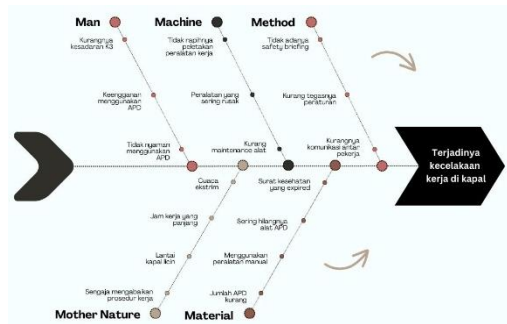 Man
Machine
Method
Kurangnya
kesadaran K3
Tidak rapihnya
peletakan
peralatan kerja
Tidak adanya
safety briefing
Keengganan
menggunakan
APD
Peralatan yang
sering rusak
Kurang tegasnya
peraturan
Tidak nyaman
menggunakan
APD
Kurang
maintenance alat
Kurangnya
komunikasi antar
pekerja
Terjadinya
kecelakaan
kerja di kapal
Cuaca
ekstrim
Surat kesehatan
yang expired
Jam kerja yang
panjang
Sering hilangnya
alat APD
Lantai
kapal licin
Menggunakan
peralatan manual
Sengaja mengabaikan
prosedur kerja
Jumlah APD
kurang
Mother Nature
Material